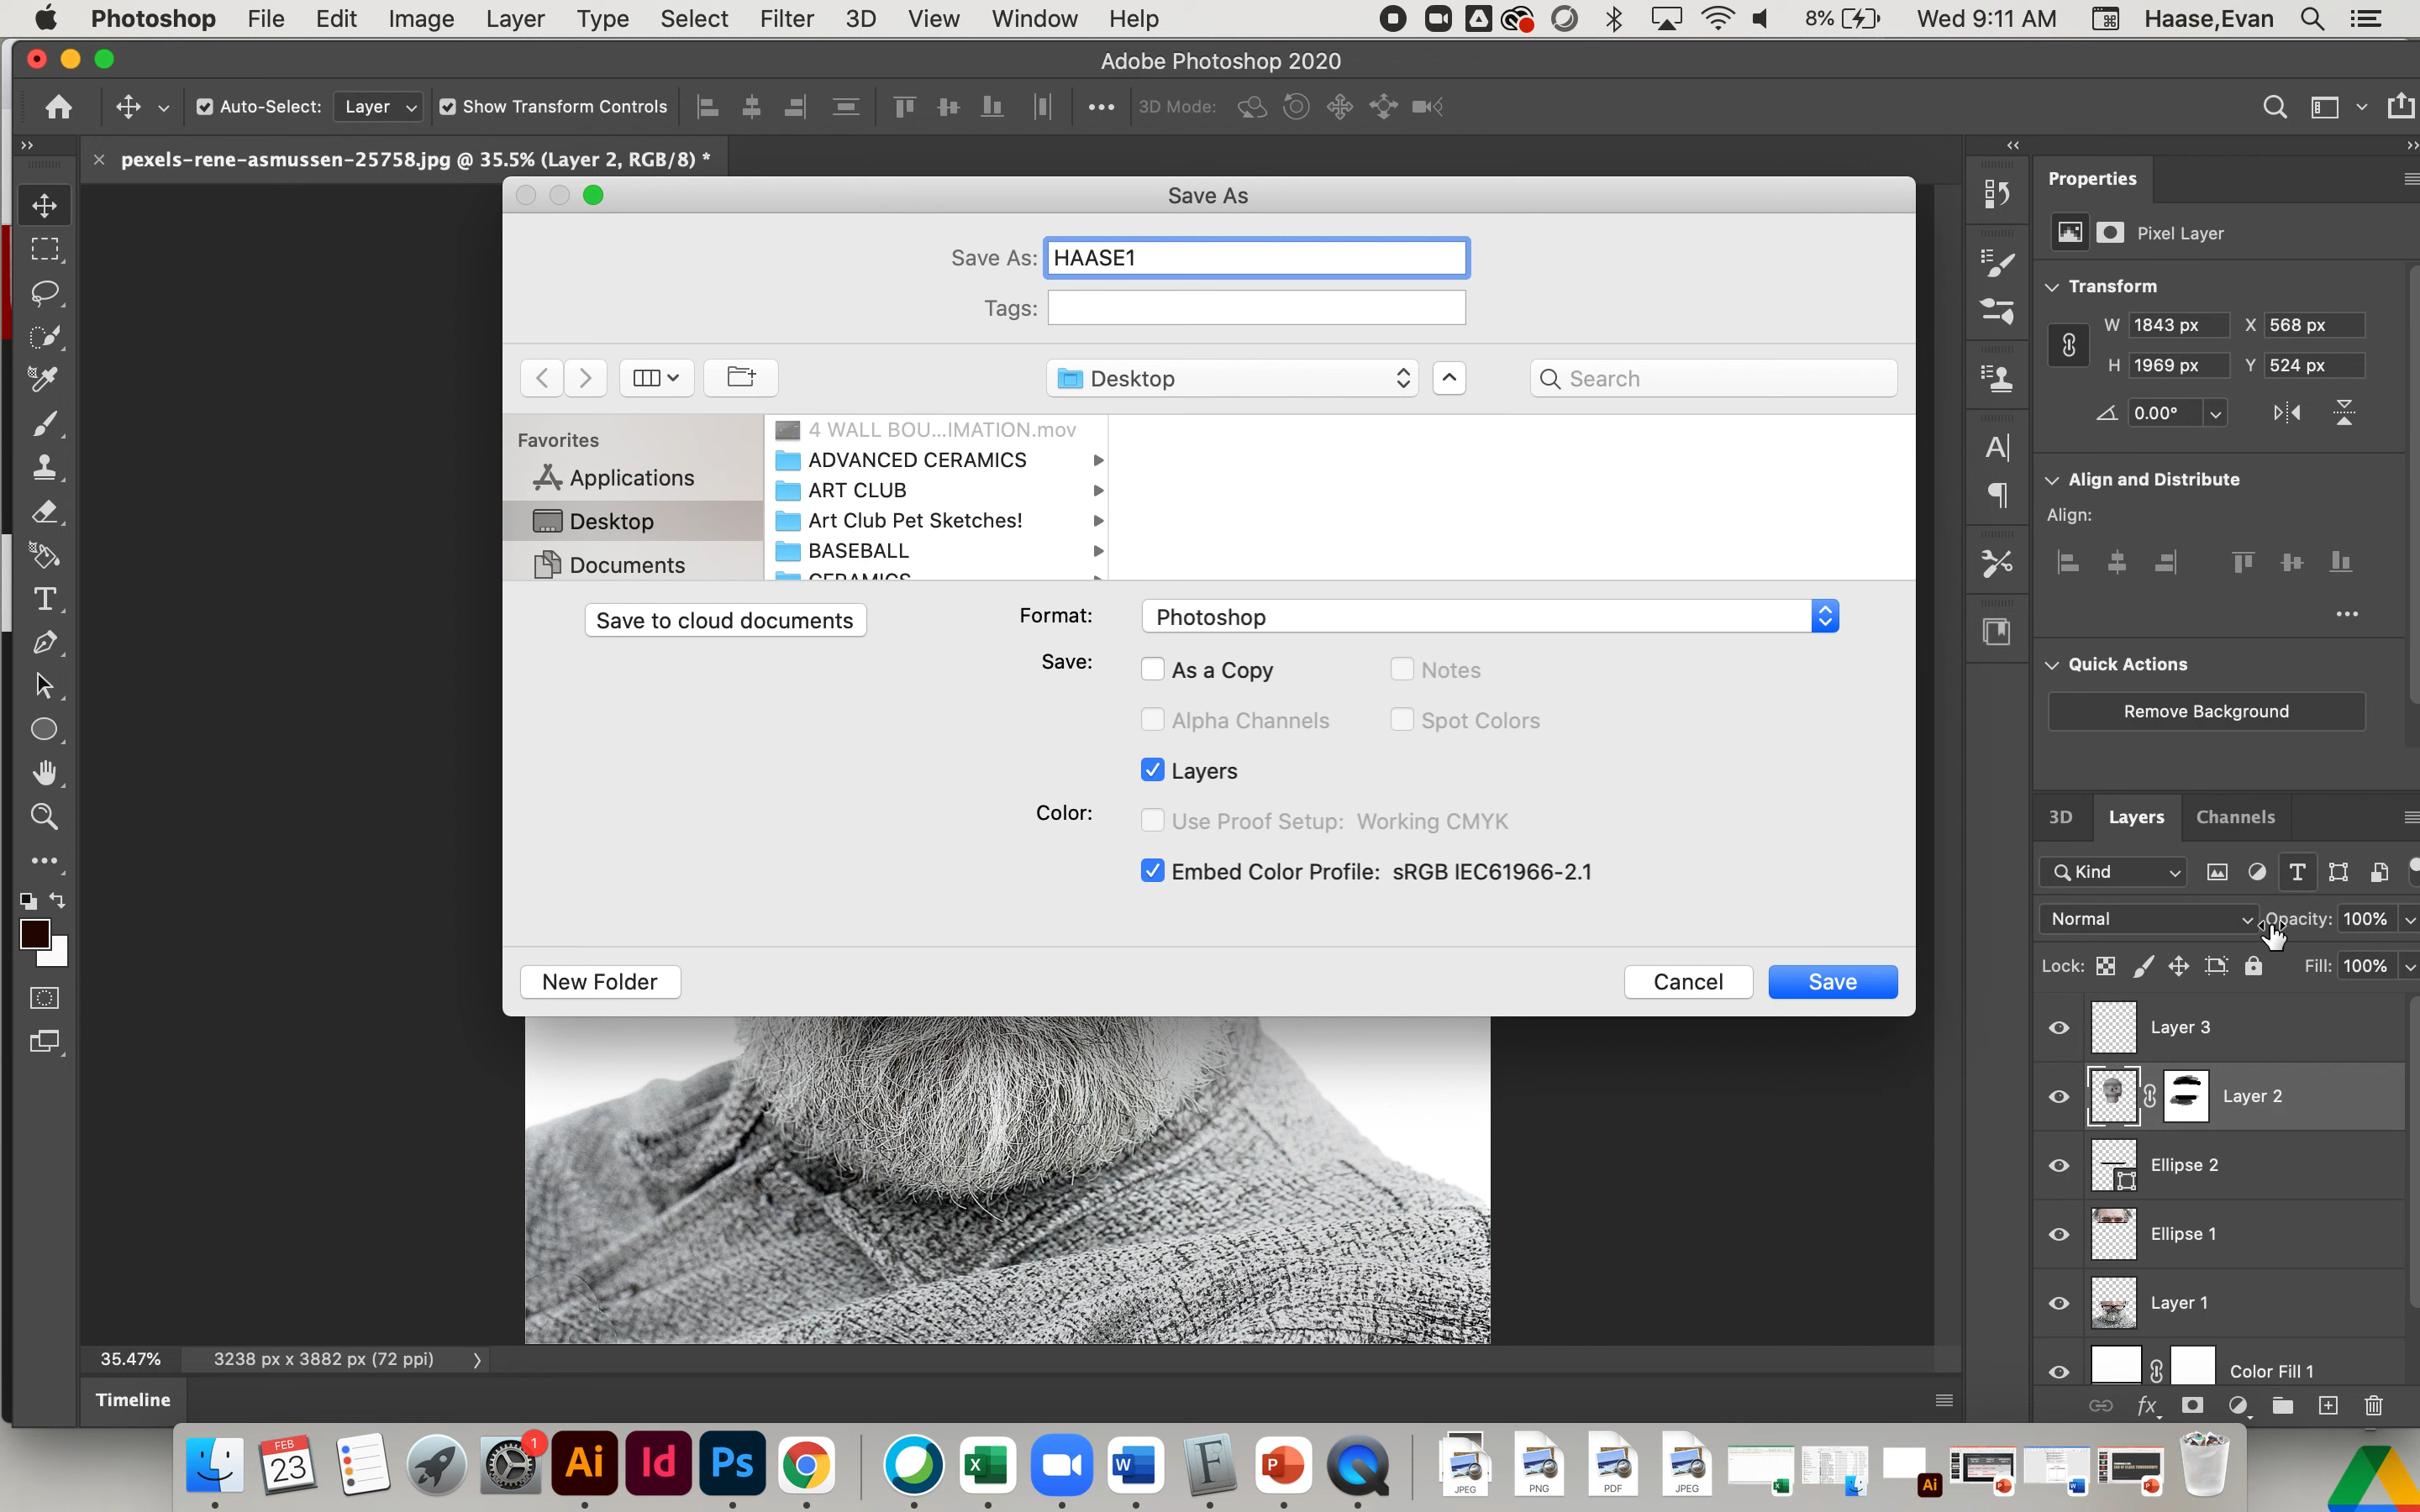 Photoshop File Edit Image Layer Type Select Filter 3D View Window Help 8% Wed 9:11 AM Haase,Evan
Adobe Photoshop 2020
Auto-Select: Layer Show Transform Controls 3D Mode:
pexels-rene-asmussen-25758.jpg @ 35.5% (Layer 2, RGB/8) *
Save As
Save As: HAASE1
Tags:
Desktop
Search
Favorites
Applications
Desktop
Documents
4 WALL BOU...IMATION.mov
ADVANCED CERAMICS
ART CLUB
Art Club Pet Sketches!
BASEBALL
CERAMICS
Save to cloud documents
Format: Photoshop
Save: As a Copy Notes
Alpha Channels Spot Colors
Layers
Color: Use Proof Setup: Working CMYK
Embed Color Profile: sRGB IEC61966-2.1
New Folder Cancel Save
Properties
Pixel Layer
Transform
W 1843 px X 568 px
H 1969 px Y 524 px
0.00°
Align and Distribute
Align:
Quick Actions
Remove Background
3D Layers Channels
Kind
Normal Opacity: 100%
Lock: Fill: 100%
Layer 3
Layer 2
Ellipse 2
Ellipse 1
Layer 1
Color Fill 1
fx
35.47% 3238 px x 3882 px (72 ppi)
Timeline
FEB
23
1
Ai
Id
Ps
X
W
F
P
JPEG
PNG
PDF
JPEG